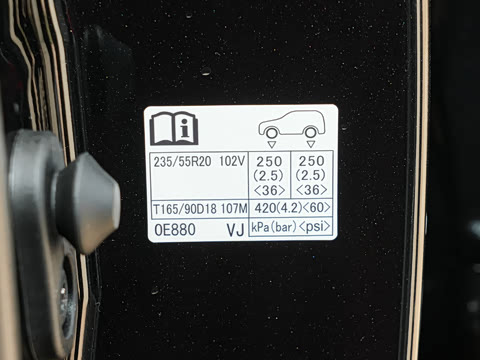 235/55R20 102V 250 250
(2.5) (2.5)
<36> <36>
T165/90D18 107M 420(4.2)<60>
0E880 VJ kPa(bar)<psi>